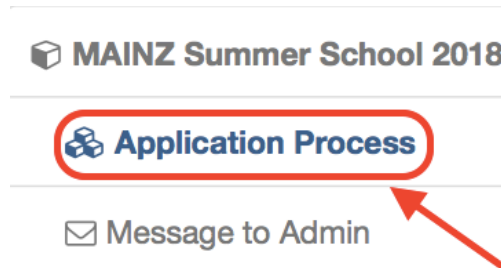 MAINZ Summer School 2018
Application Process
Message to Admin